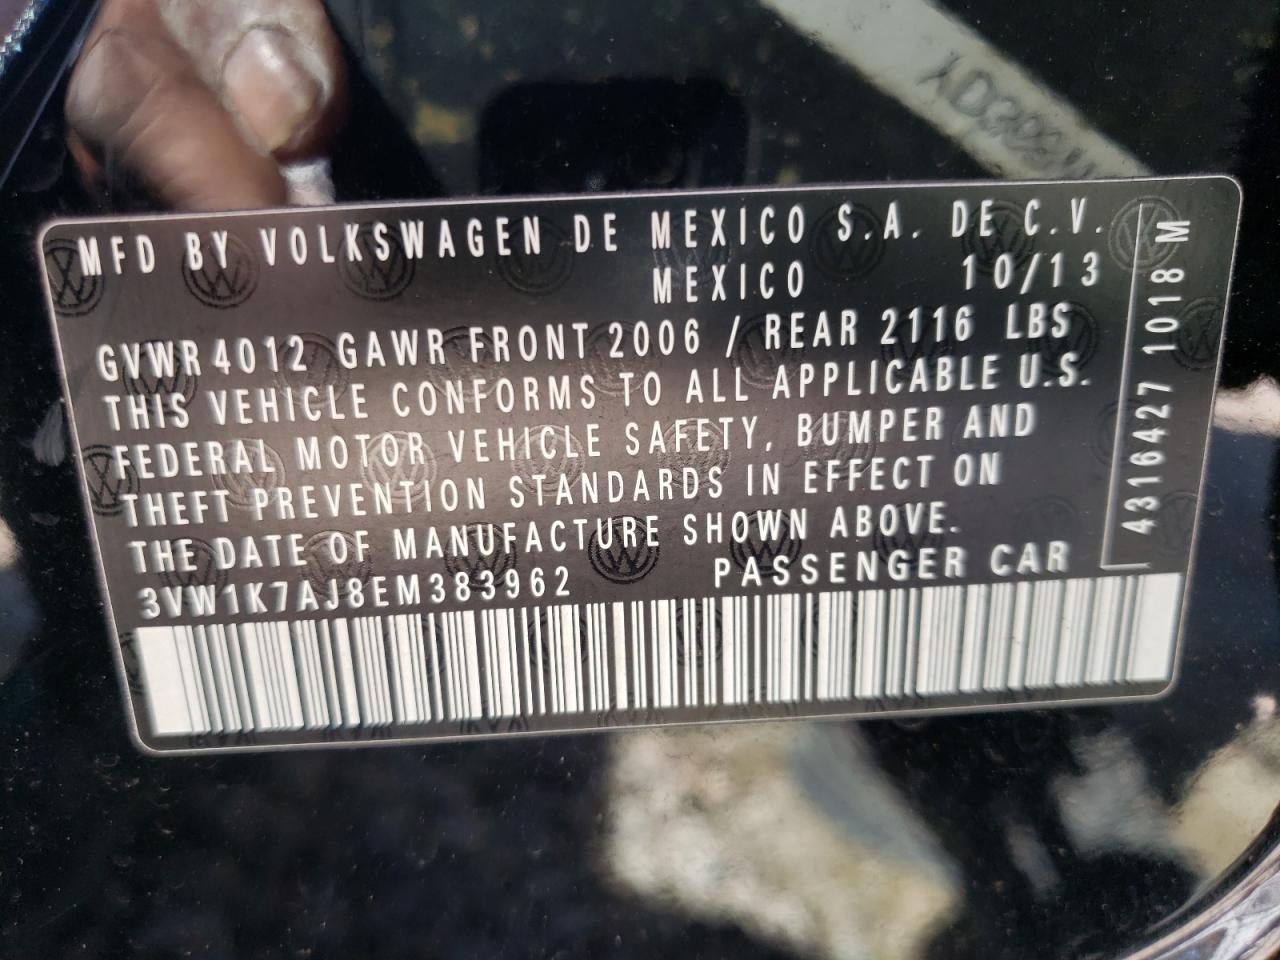 MFD BY VOLKSWAGEN DE MEXICO S.A. DE C.V.
MEXICO 10/13
GVWR 4012 GAWR FRONT 2006 / REAR 2116 LBS
THIS VEHICLE CONFORMS TO ALL APPLICABLE U.S.
FEDERAL MOTOR VEHICLE SAFETY, BUMPER AND
THEFT PREVENTION STANDARDS IN EFFECT ON
THE DATE OF MANUFACTURE SHOWN ABOVE.
3VW1K7AJ8EM383962 PASSENGER CAR
4316427 1018 M